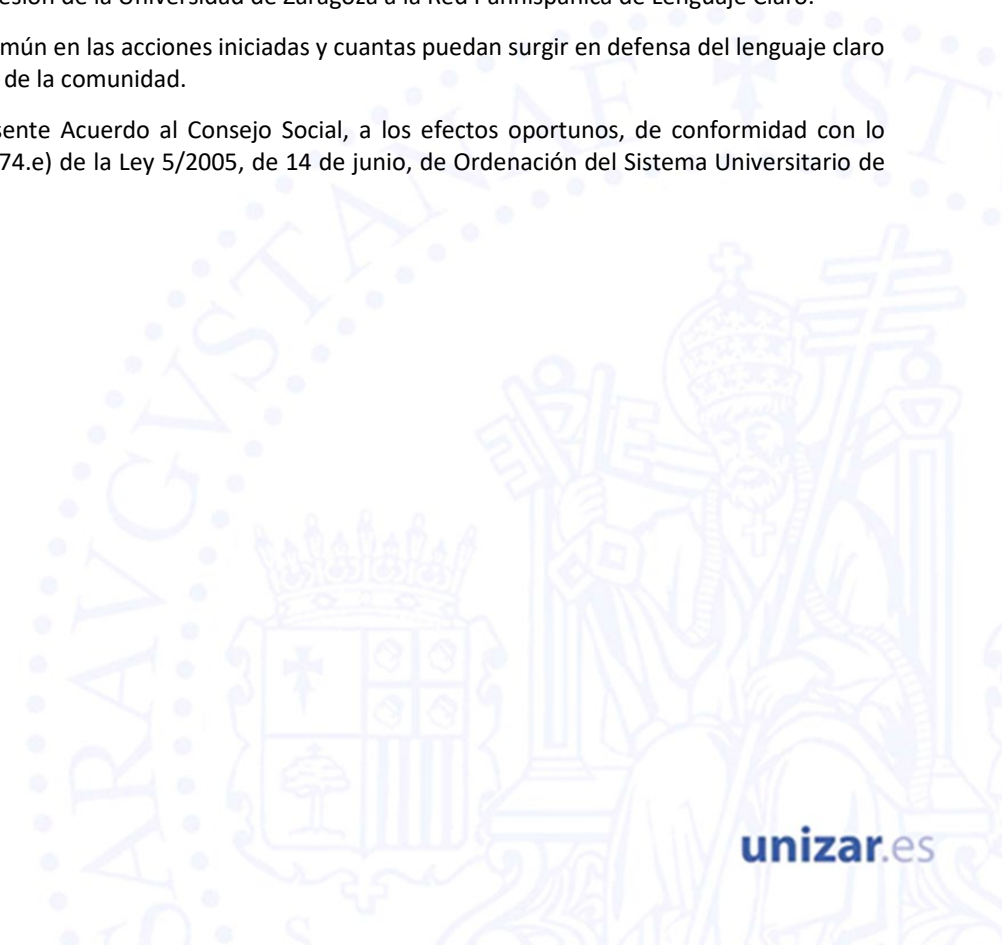 esión de la Universidad de Zaragoza a la Red Panhispánica de Lenguaje Claro.
mún en las acciones iniciadas y cuantas puedan surgir en defensa del lenguaje claro
de la comunidad.
sente Acuerdo al Consejo Social, a los efectos oportunos, de conformidad con lo
74.e) de la Ley 5/2005, de 14 de junio, de Ordenación del Sistema Universitario de
ARAVGVSTANAE ST
unizar.es